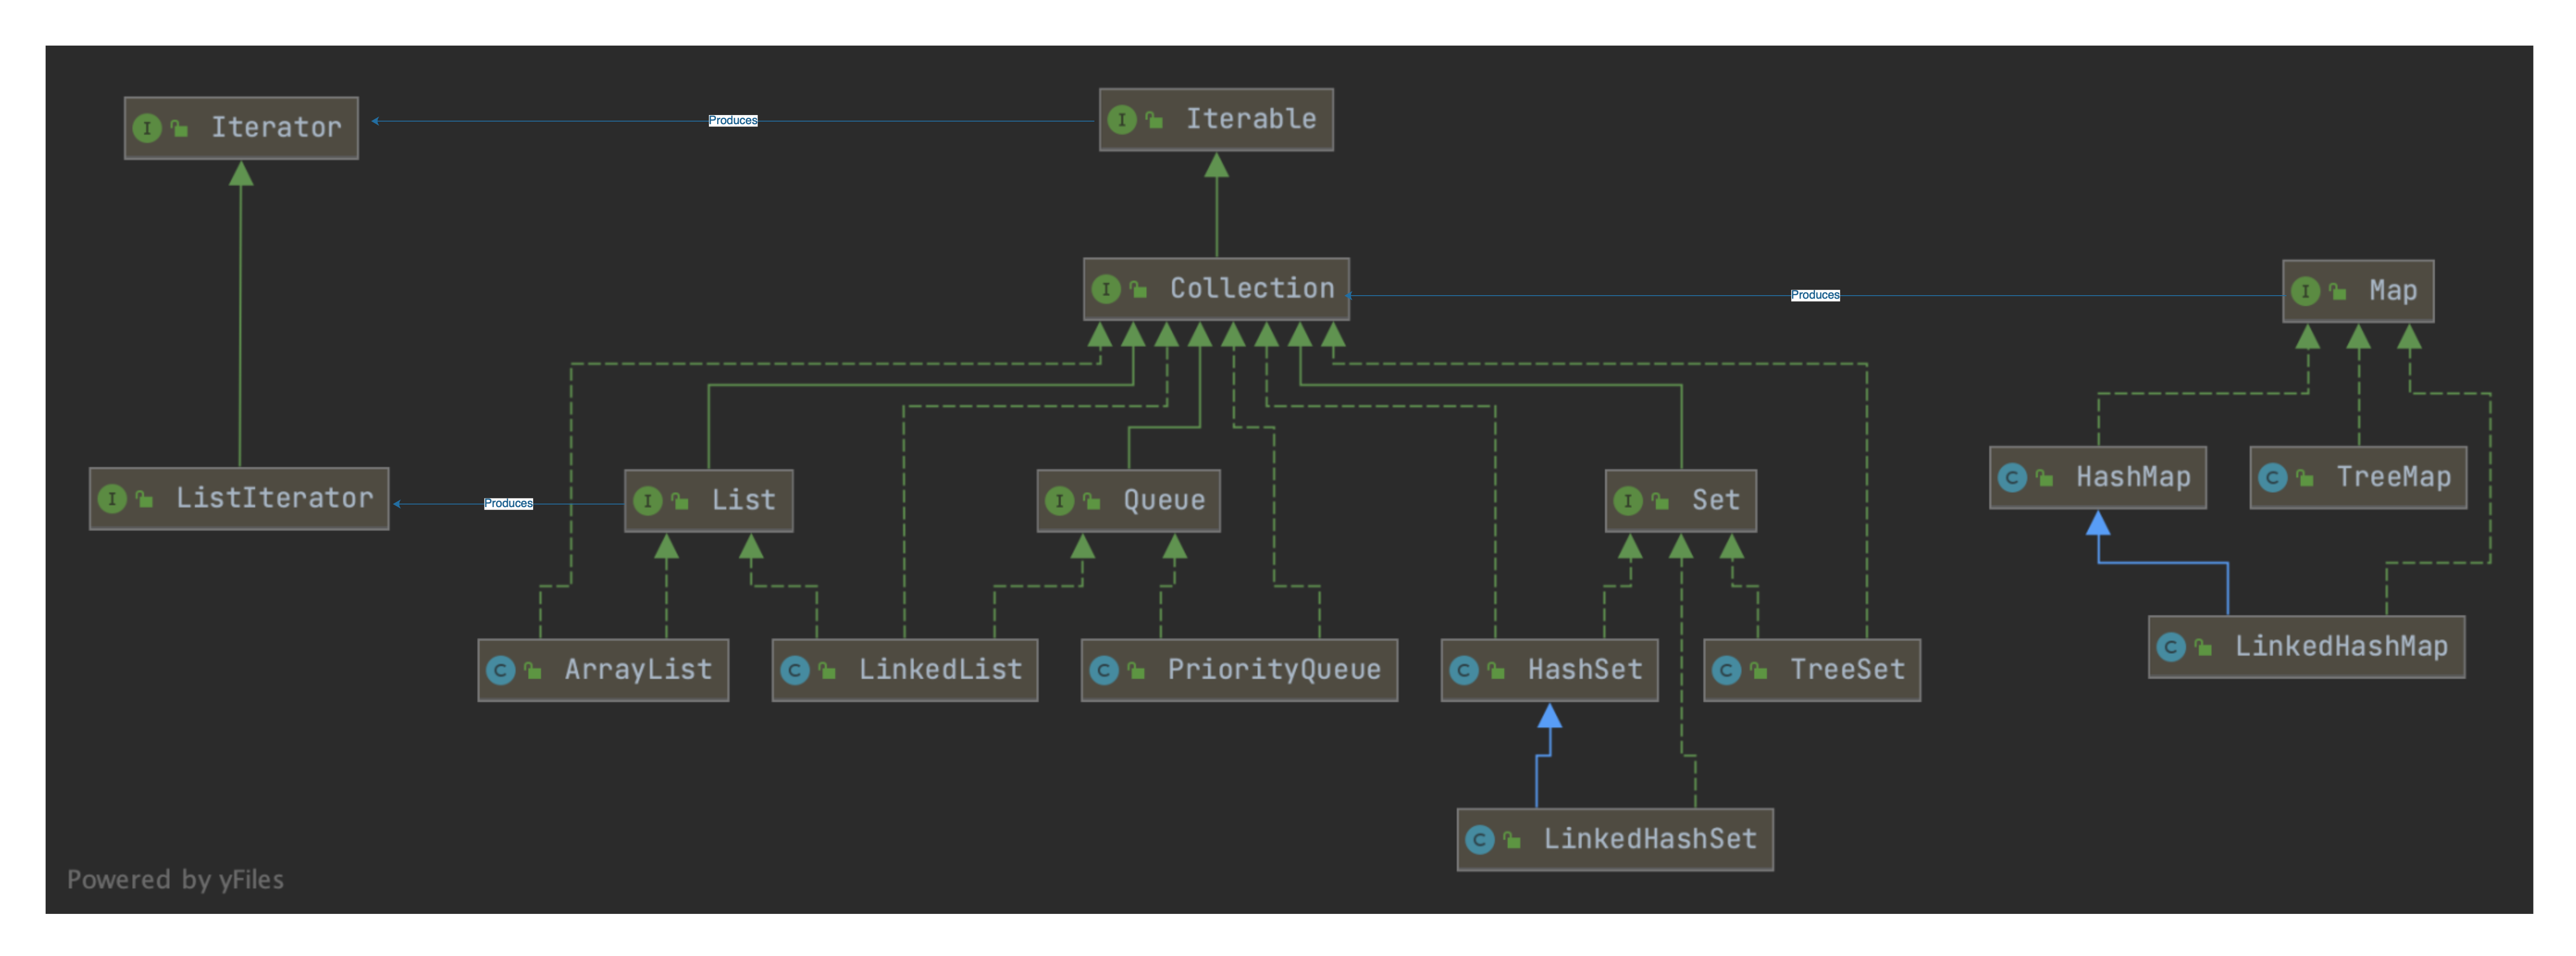 I Iterator
Produces
I Iterable
I Collection
Produces
I Map
I ListIterator
Produces
I List
I Queue
I Set
C HashMap
C TreeMap
C ArrayList
C LinkedList
C PriorityQueue
C HashSet
C TreeSet
C LinkedHashMap
C LinkedHashSet
Powered by yFiles